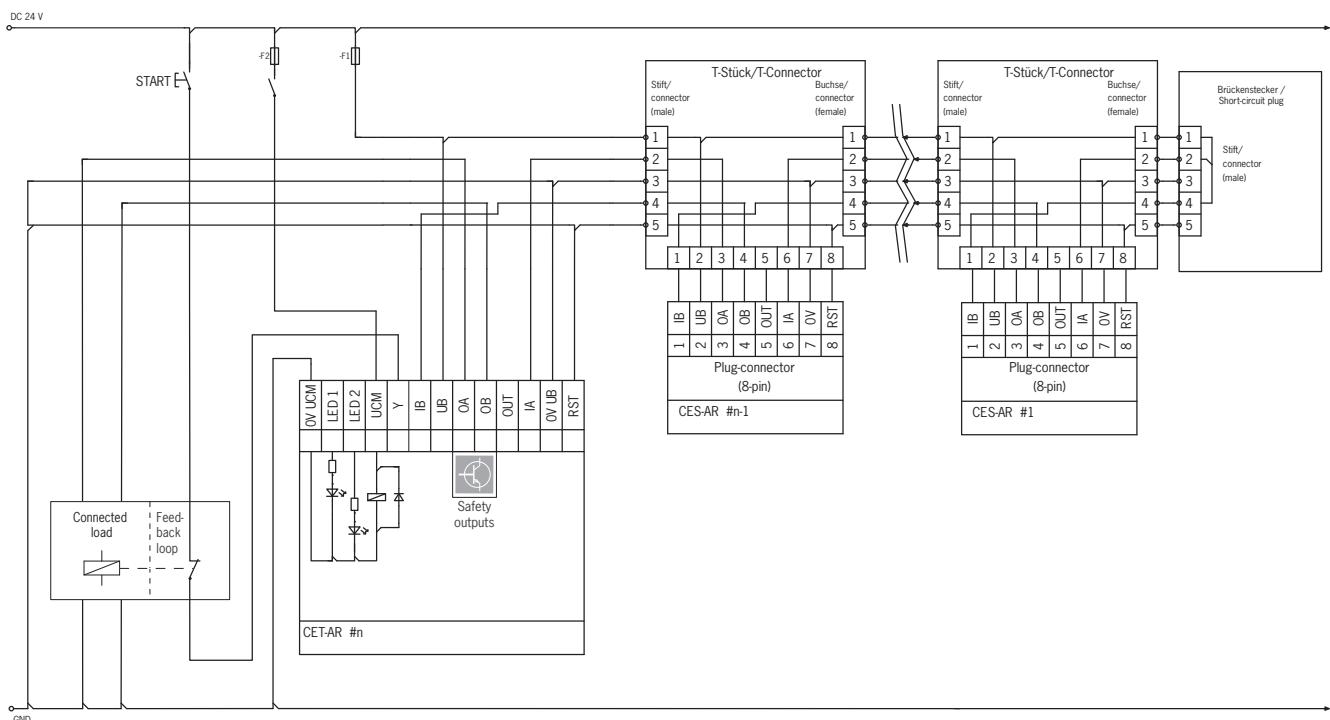 DC 24 V
-F2
-F1
START
T-Stück/T-Connector
Stift/
connector
(male)
Buchse/
connector
(female)
1 1
2 2
3 3
4 4
5 5
1 2 3 4 5 6 7 8
IB UB OA OB OUT IA 0V RST
1 2 3 4 5 6 7 8
Plug-connector
(8-pin)
CES-AR #n-1
T-Stück/T-Connector
Stift/
connector
(male)
Buchse/
connector
(female)
1 1
2 2
3 3
4 4
5 5
1 2 3 4 5 6 7 8
IB UB OA OB OUT IA 0V RST
1 2 3 4 5 6 7 8
Plug-connector
(8-pin)
CES-AR #1
Brückenstecker /
Short-circuit plug
1
2
3
4
5
Stift/
connector
(male)
0V UCM LED 1 LED 2 UCM Y IB UB OA OB OUT IA 0V UB RST
Safety
outputs
CET-AR #n
Connected
load
Feed-
back
loop
GND